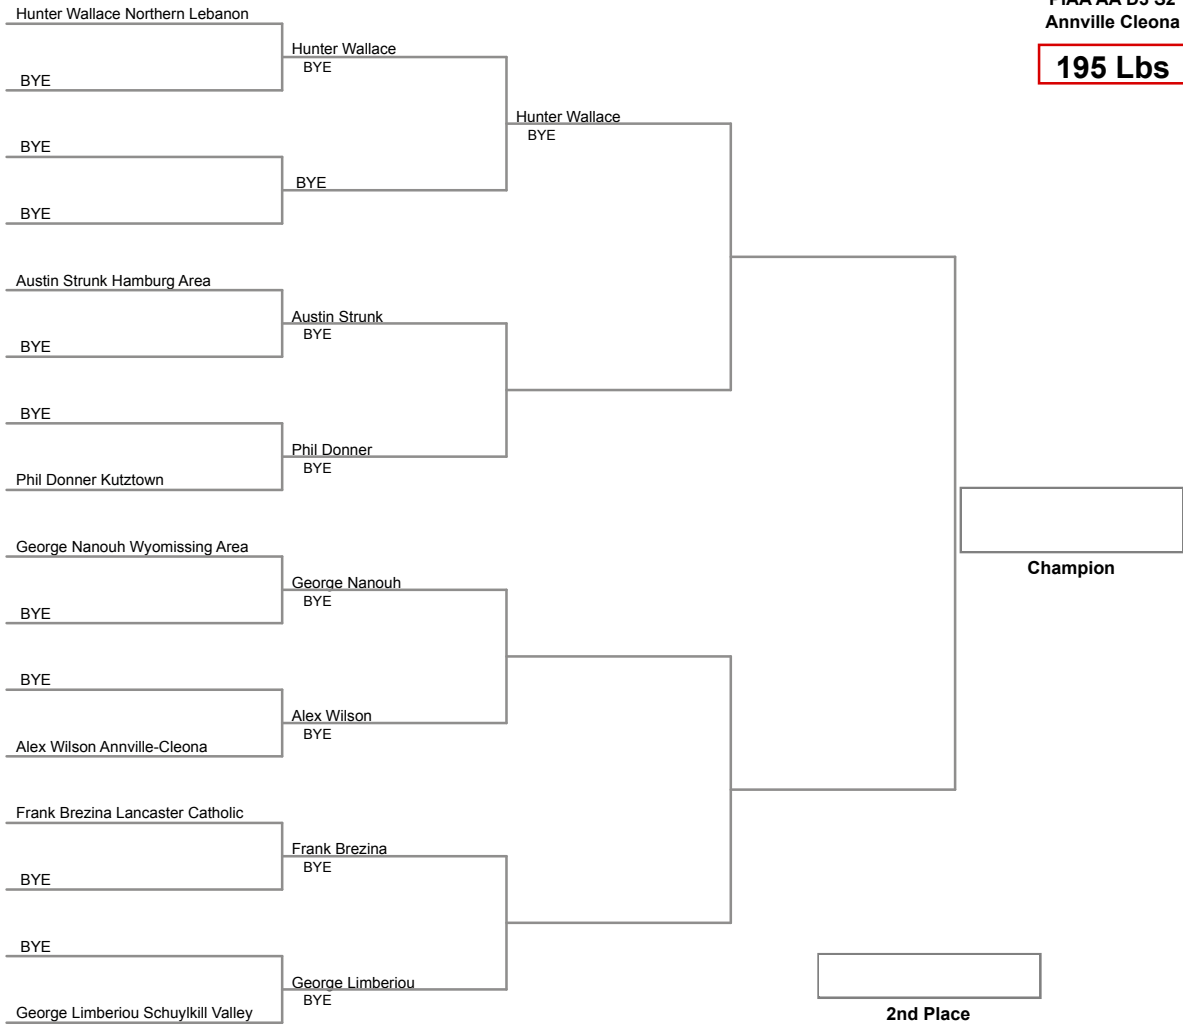 PIAA AA D3 S2
Annville Cleona
195 Lbs
Hunter Wallace Northern Lebanon
BYE
BYE
BYE
Austin Strunk Hamburg Area
BYE
BYE
Phil Donner Kutztown
George Nanouh Wyomissing Area
BYE
BYE
Alex Wilson Annville-Cleona
Frank Brezina Lancaster Catholic
BYE
BYE
George Limberiou Schuylkill Valley
Hunter Wallace
BYE
BYE
Austin Strunk
BYE
Phil Donner
BYE
George Nanouh
BYE
Alex Wilson
BYE
Frank Brezina
BYE
George Limberiou
BYE
Hunter Wallace
BYE
Champion
2nd Place